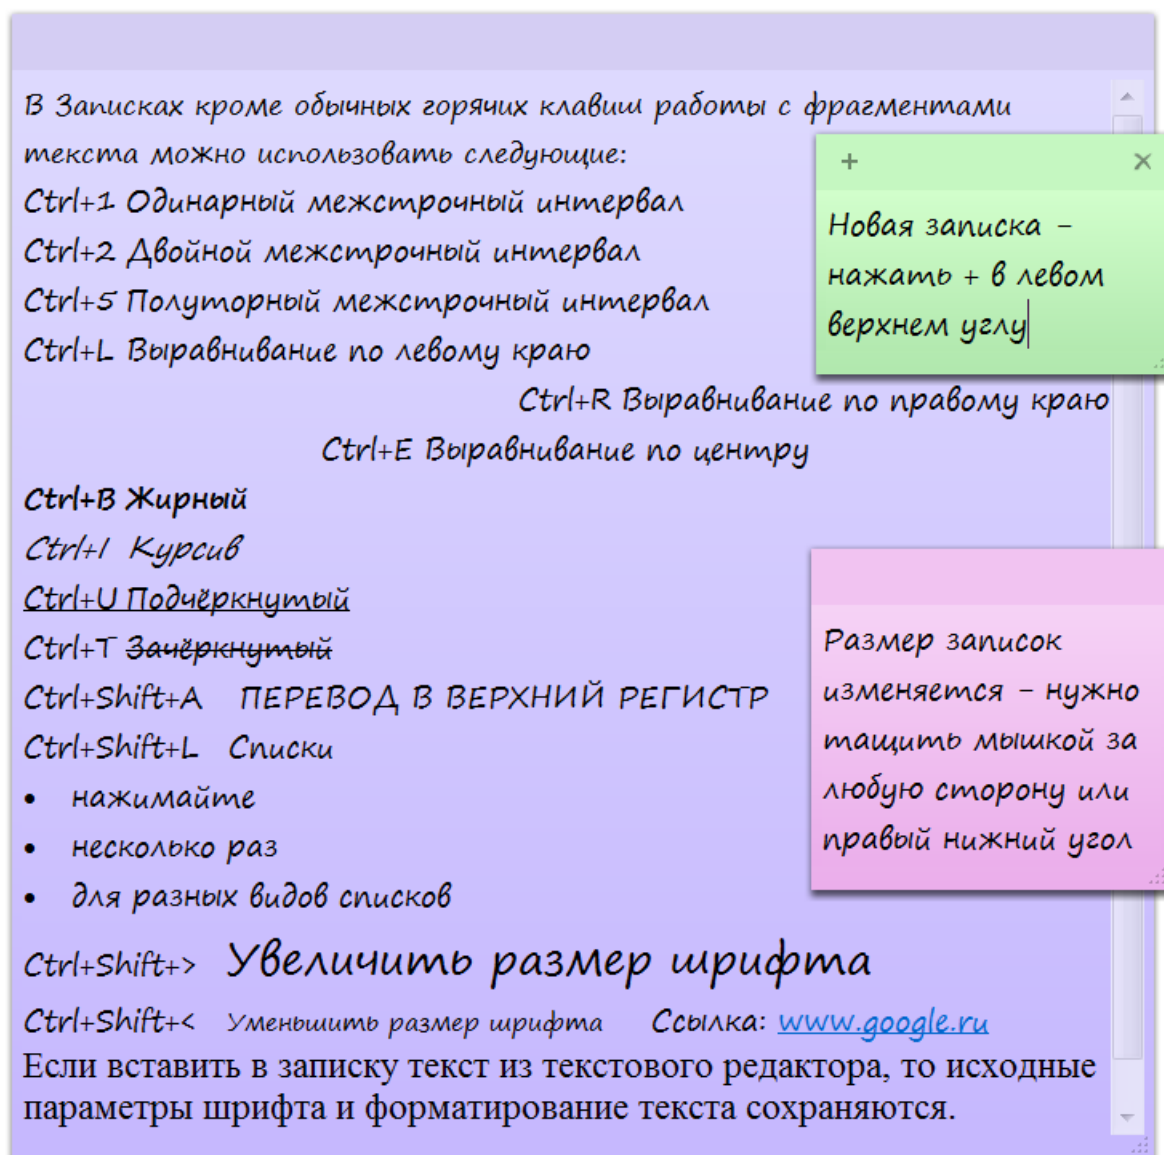 В Записках кроме обычных горячих клавиш работы с фрагментами
текста можно использовать следующие:
Ctrl+1 Одинарный межстрочный интервал
Ctrl+2 Двойной межстрочный интервал
Ctrl+5 Полуторный межстрочный интервал
Ctrl+L Выравнивание по левому краю
Ctrl+R Выравнивание по правому краю
Ctrl+E Выравнивание по центру
Ctrl+B Жирный
Ctrl+I Курсив
Ctrl+U Подчёркнутый
Ctrl+T Зачёркнутый
Ctrl+Shift+A ПЕРЕВОД В ВЕРХНИЙ РЕГИСТР
Ctrl+Shift+L Списки
• нажимайте
• несколько раз
• для разных видов списков
Ctrl+Shift+> Увеличить размер шрифта
Ctrl+Shift+< Уменьшить размер шрифта Ссылка: www.google.ru
Если вставить в записку текст из текстового редактора, то исходные
параметры шрифта и форматирование текста сохраняются.
Новая записка -
нажать + в левом
верхнем углу
Размер записок
изменяется - нужно
тащить мышкой за
любую сторону или
правый нижний угол